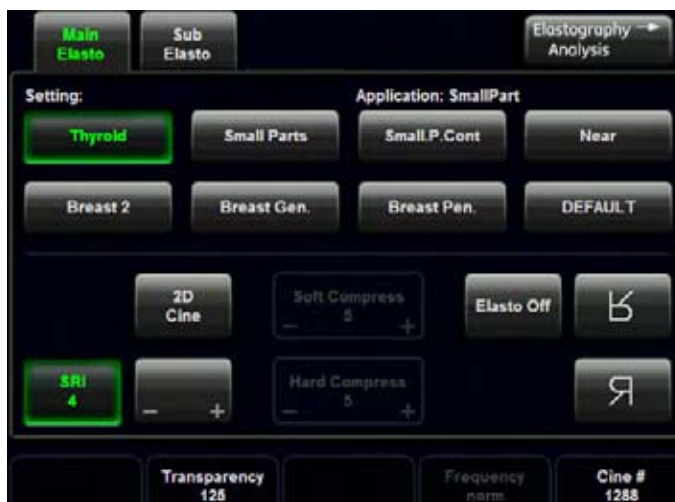 Main
Elasto
Sub
Elasto
Elastography
Analysis
Setting:
Application: SmallPart
Thyroid
Small Parts
Small.P.Cont
Near
Breast 2
Breast Gen.
Breast Pen.
DEFAULT
2D
Cine
Soft Compress
5
- +
Elasto Off
R
SRI
4
- +
Hard Compress
5
- +
R
Transparency
125
Frequency
norm
Cine #
1288